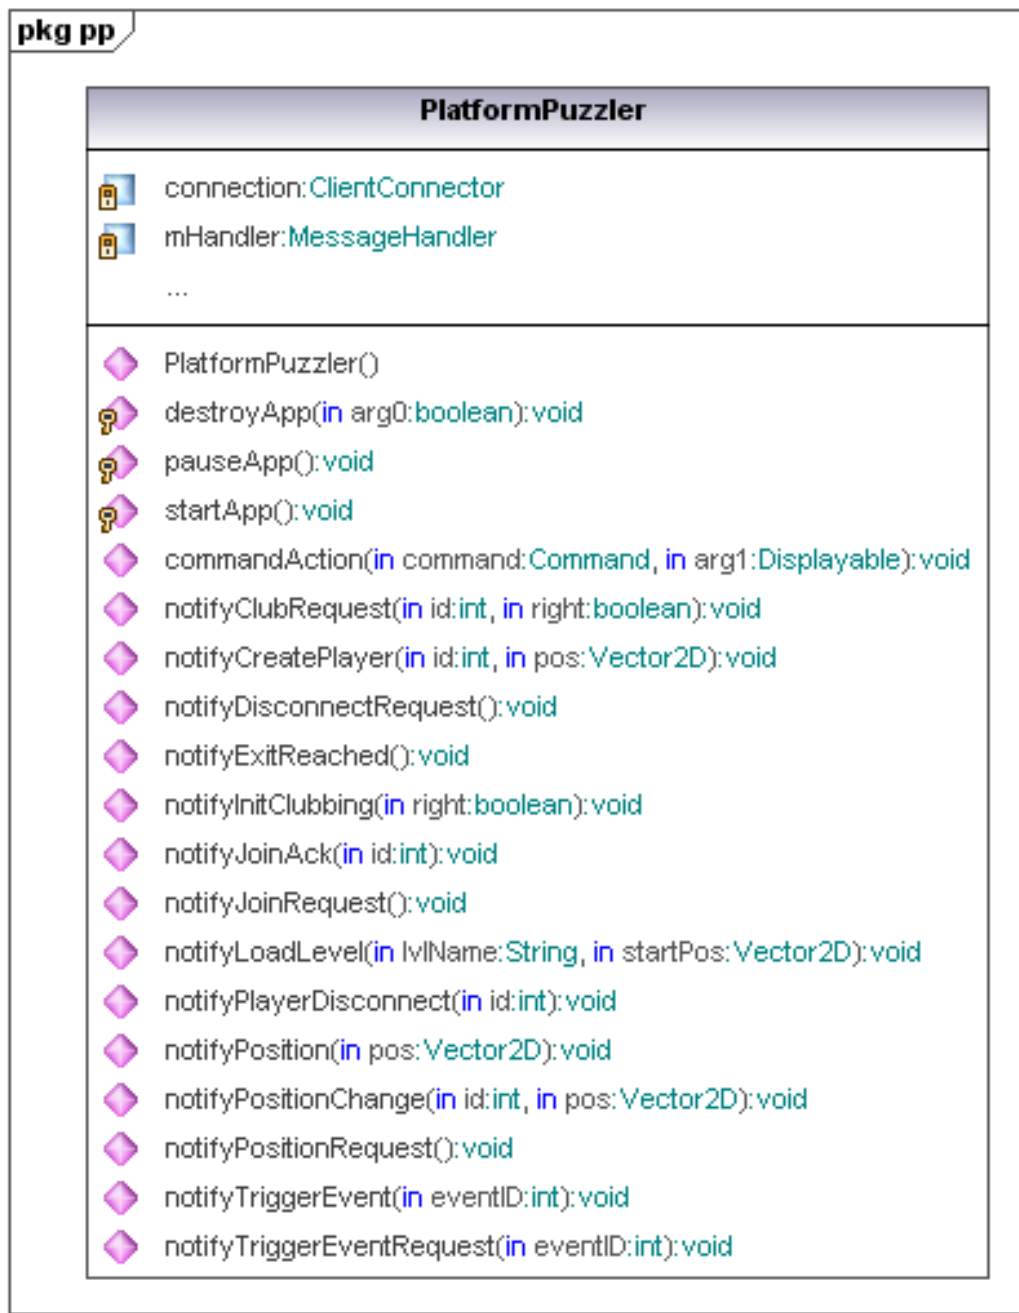 pkg pp
PlatformPuzzler
connection:ClientConnector
mHandler:MessageHandler
...
PlatformPuzzler()
destroyApp(in arg0:boolean):void
pauseApp():void
startApp():void
commandAction(in command:Command, in arg1:Displayable):void
notifyClubRequest(in id:int, in right:boolean):void
notifyCreatePlayer(in id:int, in pos:Vector2D):void
notifyDisconnectRequest():void
notifyExitReached():void
notifyInitClubbing(in right:boolean):void
notifyJoinAck(in id:int):void
notifyJoinRequest():void
notifyLoadLevel(in lvlName:String, in startPos:Vector2D):void
notifyPlayerDisconnect(in id:int):void
notifyPosition(in pos:Vector2D):void
notifyPositionChange(in id:int, in pos:Vector2D):void
notifyPositionRequest():void
notifyTriggerEvent(in eventID:int):void
notifyTriggerEventRequest(in eventID:int):void